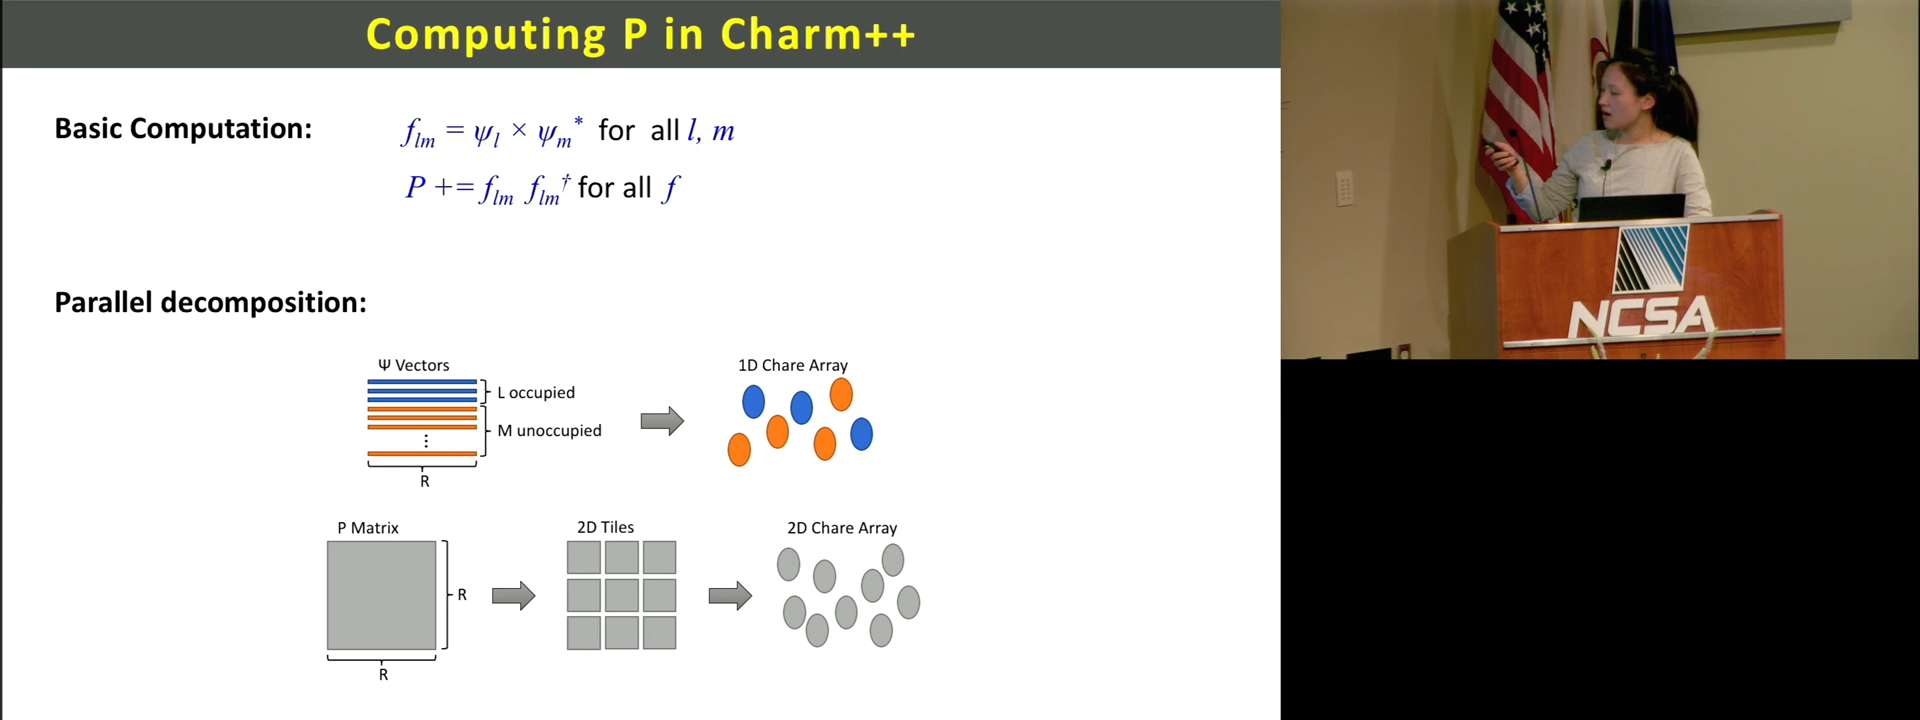 Computing P in Charm++
Basic Computation:
f_lm = ψ_l × ψ_m* for all l, m
P += f_lm f_lm† for all f
Parallel decomposition:
Ψ Vectors
L occupied
M unoccupied
⋮
R
1D Chare Array
P Matrix
R
R
2D Tiles
2D Chare Array
NCSA